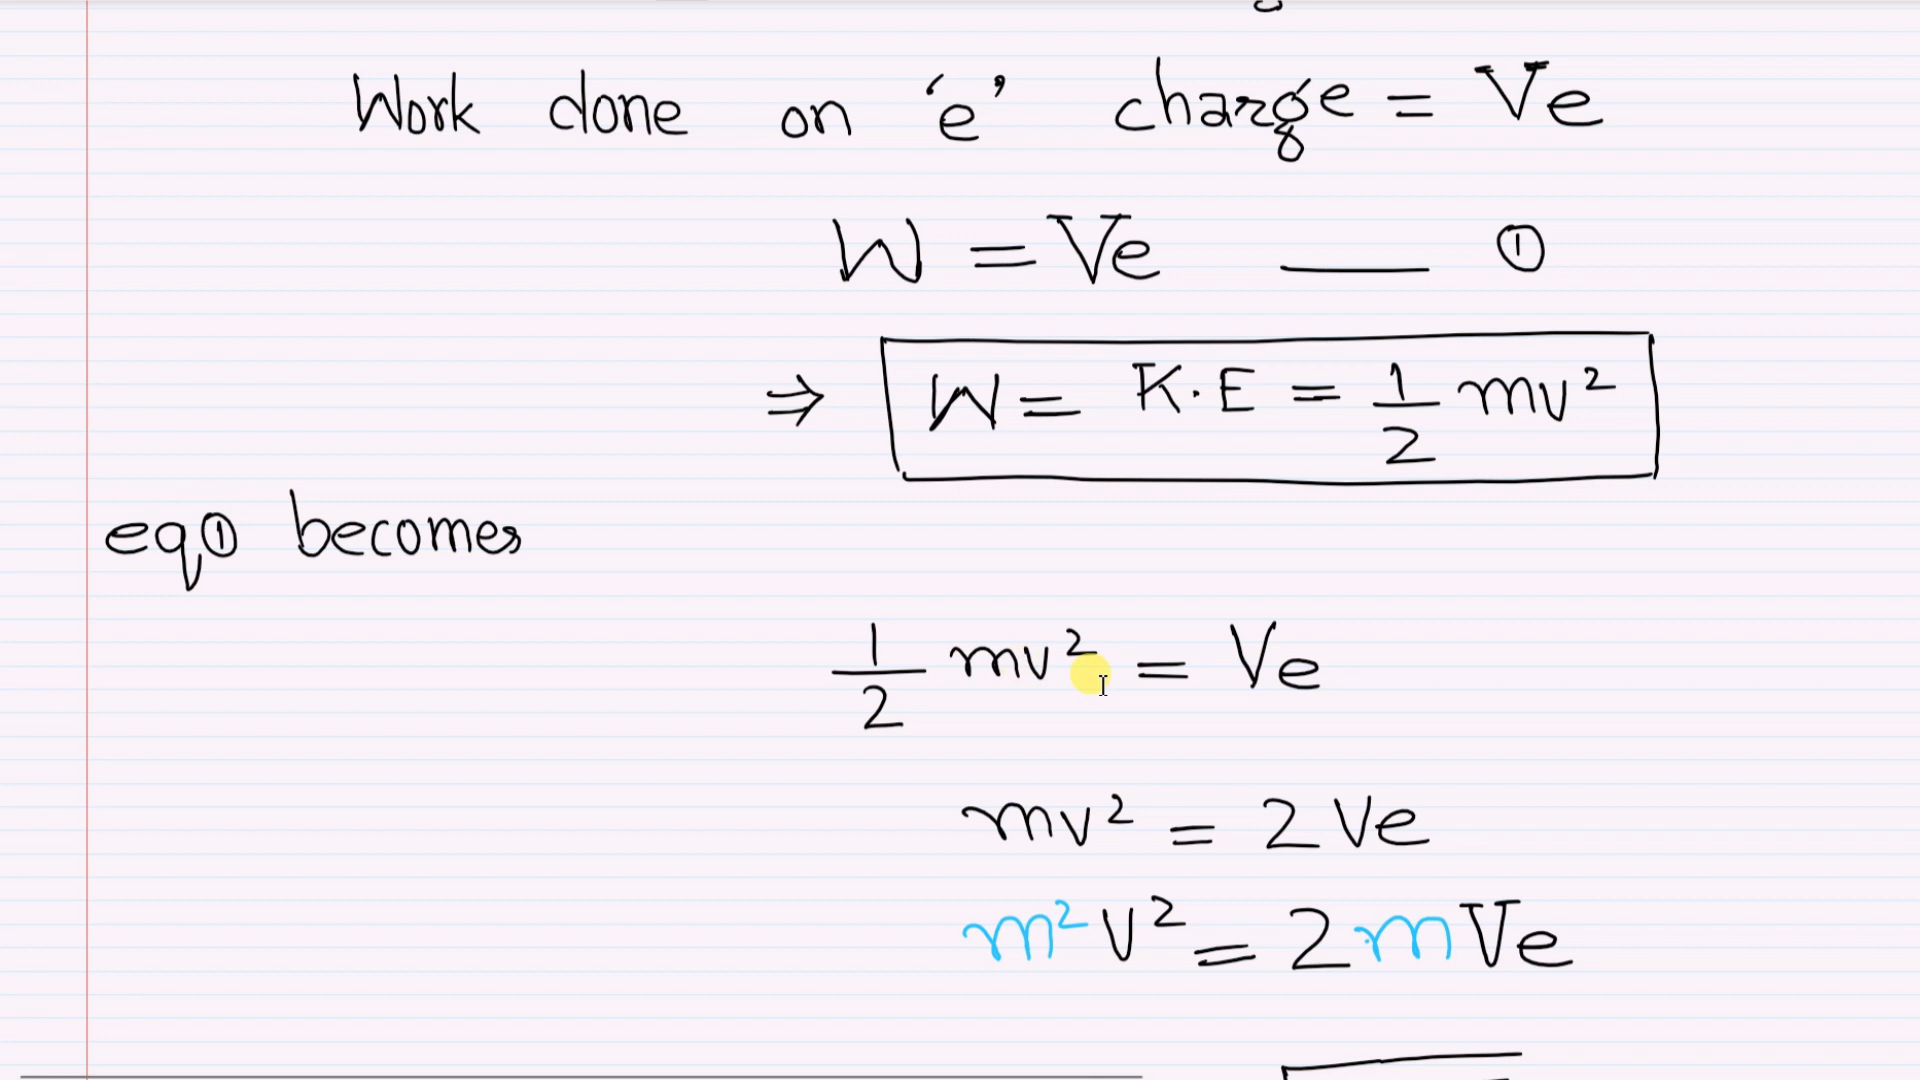 Work done on ‘e’ charge = Ve
W = Ve —— ①
⇒ W = K.E = 1/2 mv²
eq① becomes
1/2 mv² = Ve
mv² = 2Ve
m²v² = 2mVe